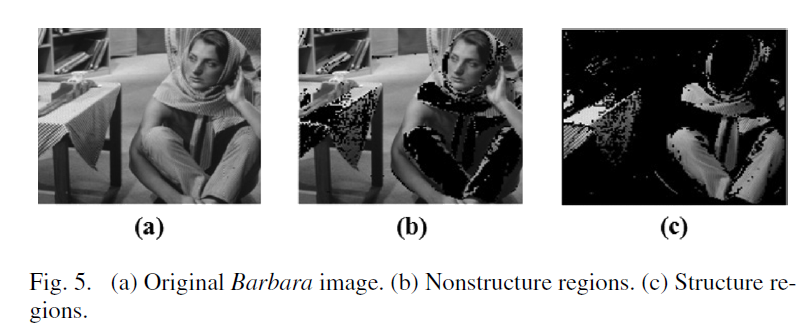 (a)
(b)
(c)
Fig. 5. (a) Original Barbara image. (b) Nonstructure regions. (c) Structure re-
gions.